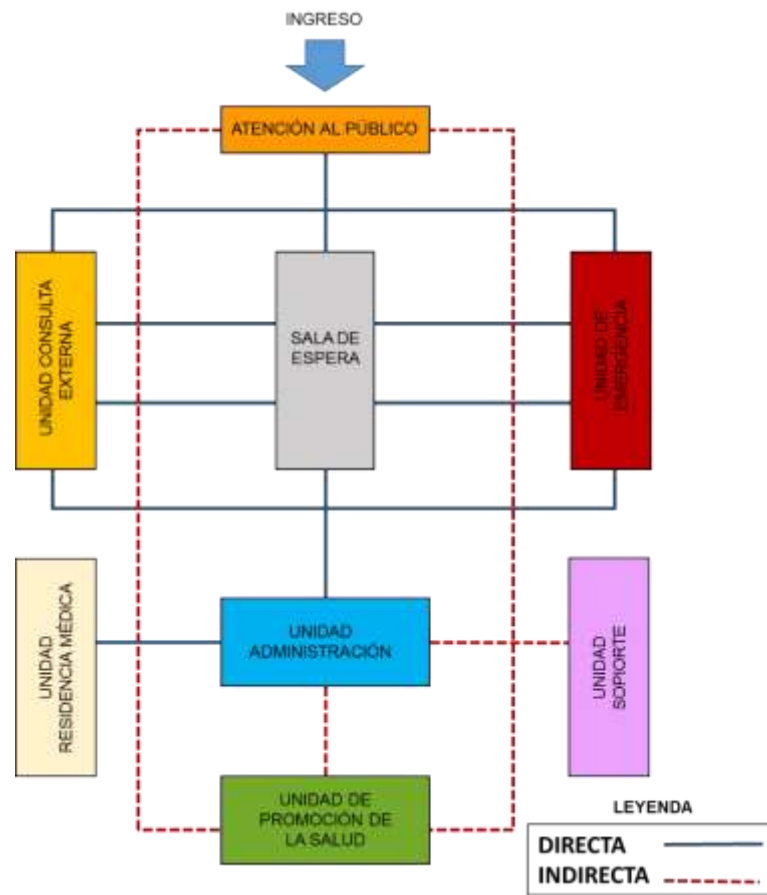 INGRESO
ATENCIÓN AL PÚBLICO
UNIDAD CONSULTA
EXTERNA
SALA DE
ESPERA
UNIDAD DE
EMERGENCIA
UNIDAD
RESIDENCIA MÉDICA
UNIDAD
ADMINISTRACIÓN
UNIDAD
SOPIORTE
UNIDAD DE
PROMOCIÓN DE
LA SALUD
LEYENDA
DIRECTA
INDIRECTA